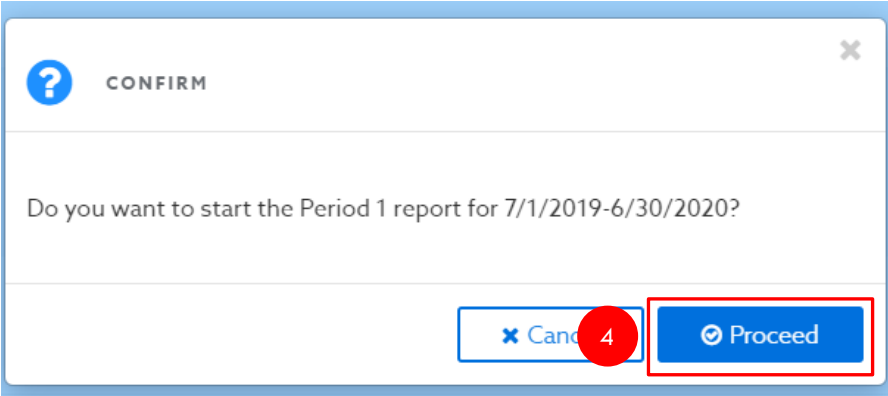 CONFIRM
Do you want to start the Period 1 report for 7/1/2019-6/30/2020?
4 Proceed